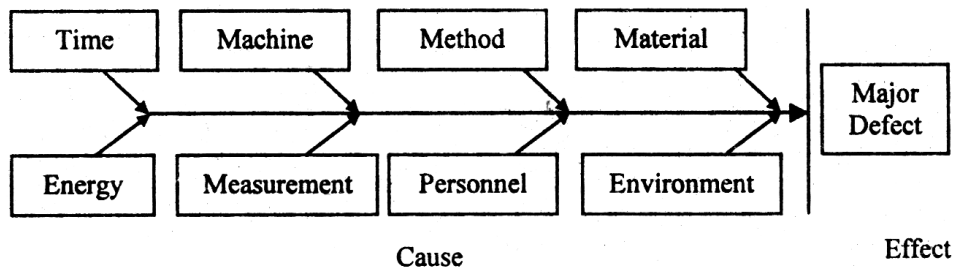 Time
Machine
Method
Material
Major
Defect
Energy
Measurement
Personnel
Environment
Cause
Effect